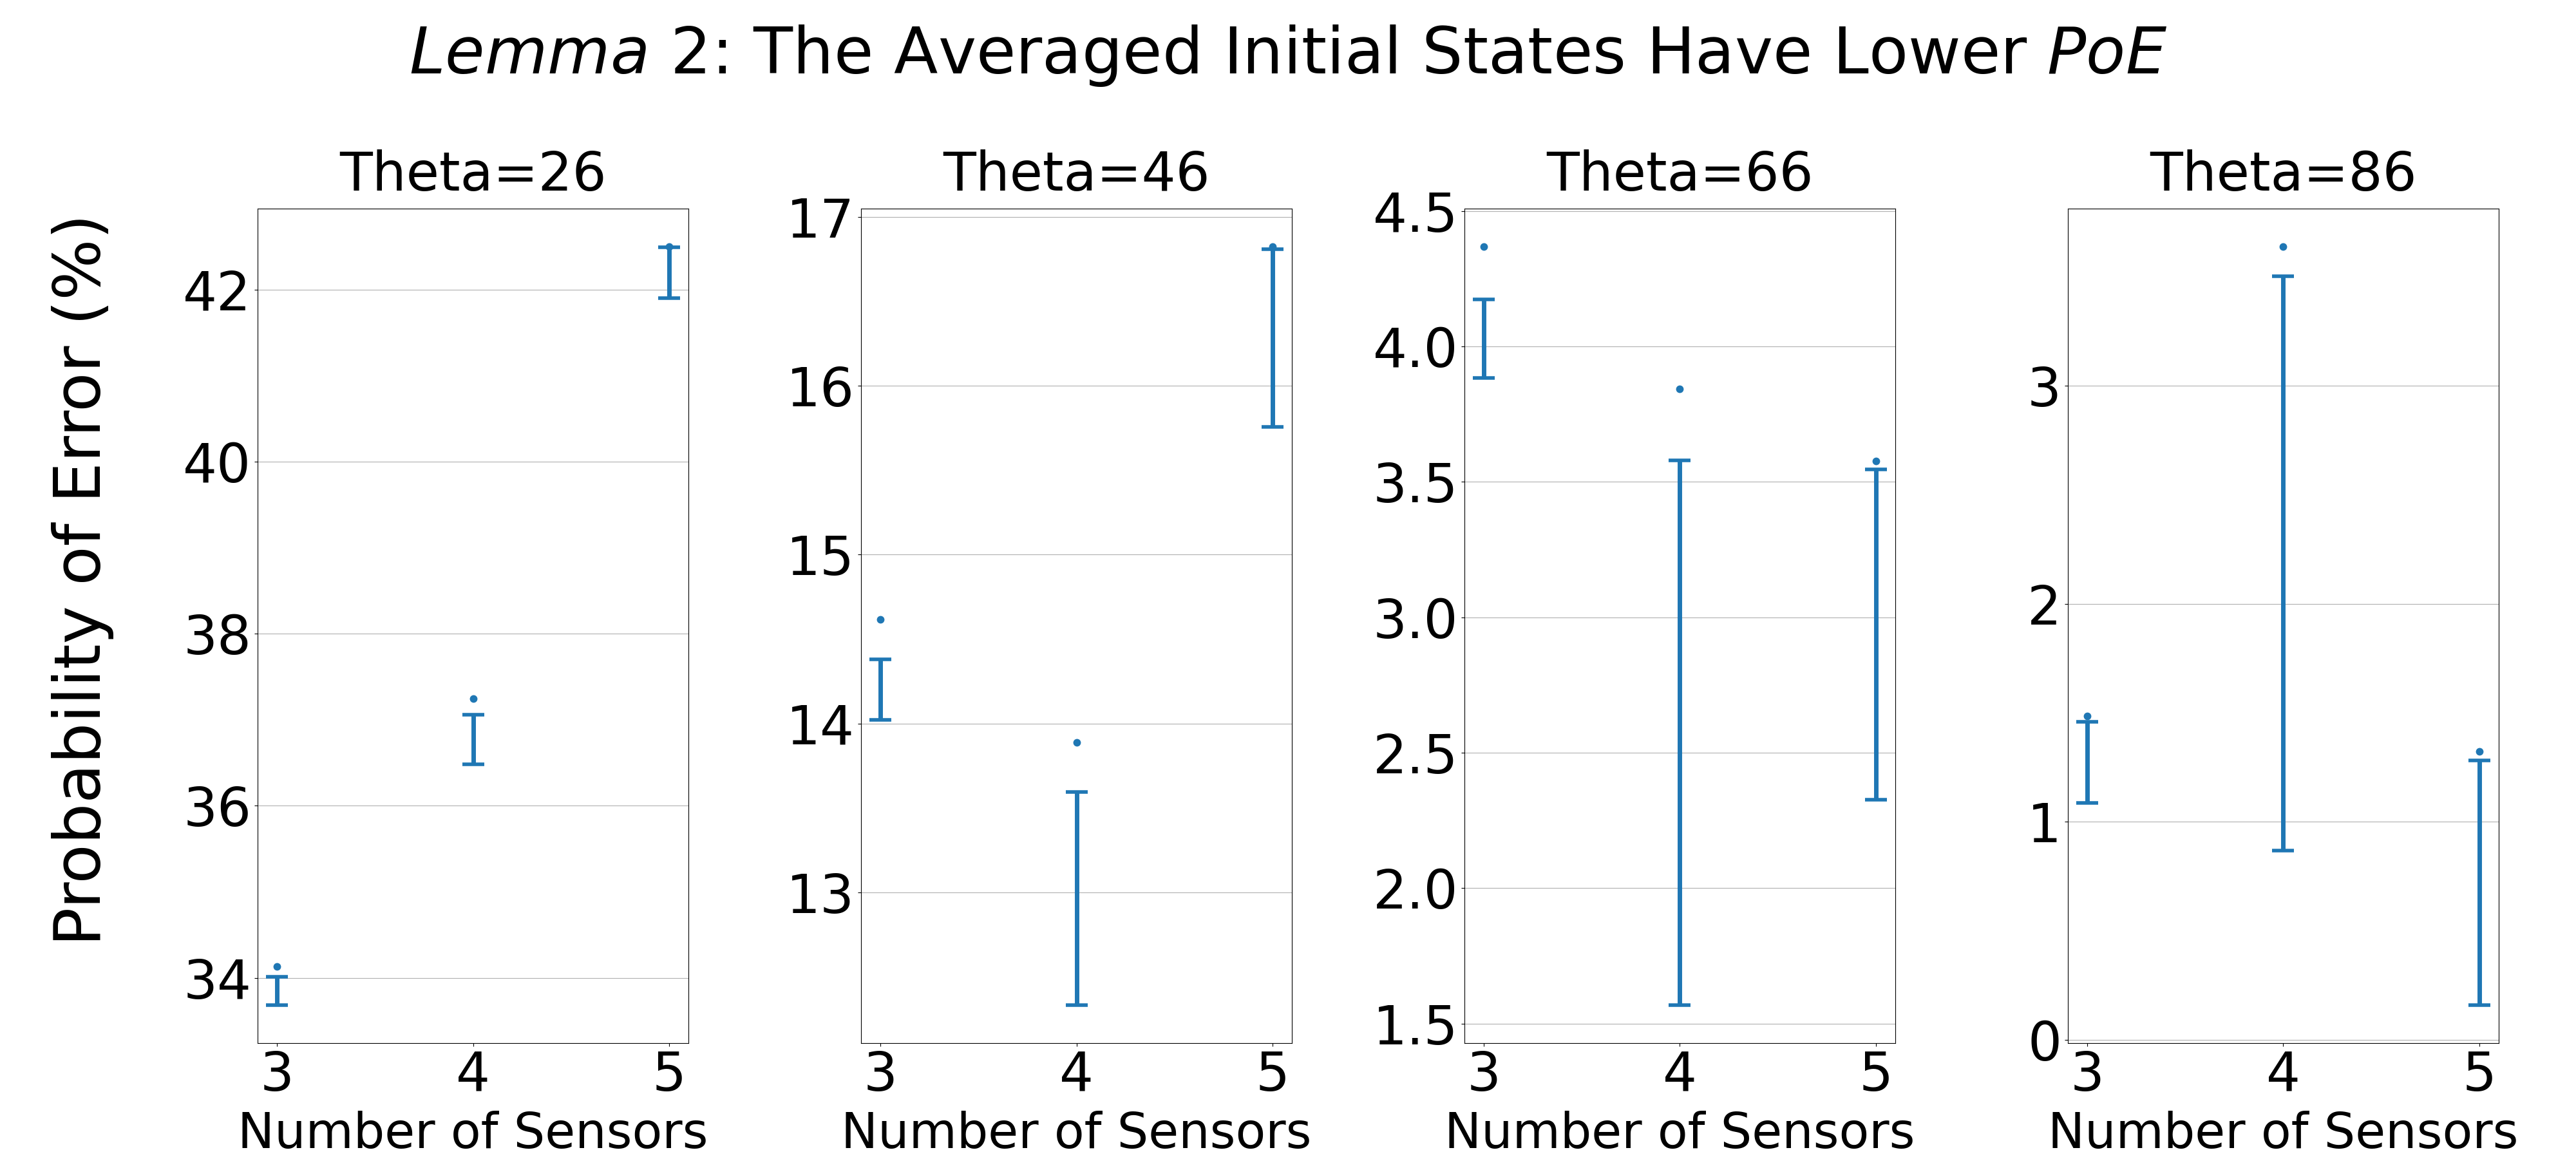 Lemma 2: The Averaged Initial States Have Lower PoE
Probability of Error (%)
Theta=26
42
40
38
36
34
3 4 5
Number of Sensors
Theta=46
17
16
15
14
13
3 4 5
Number of Sensors
Theta=66
4.5
4.0
3.5
3.0
2.5
2.0
1.5
3 4 5
Number of Sensors
Theta=86
3
2
1
0
3 4 5
Number of Sensors